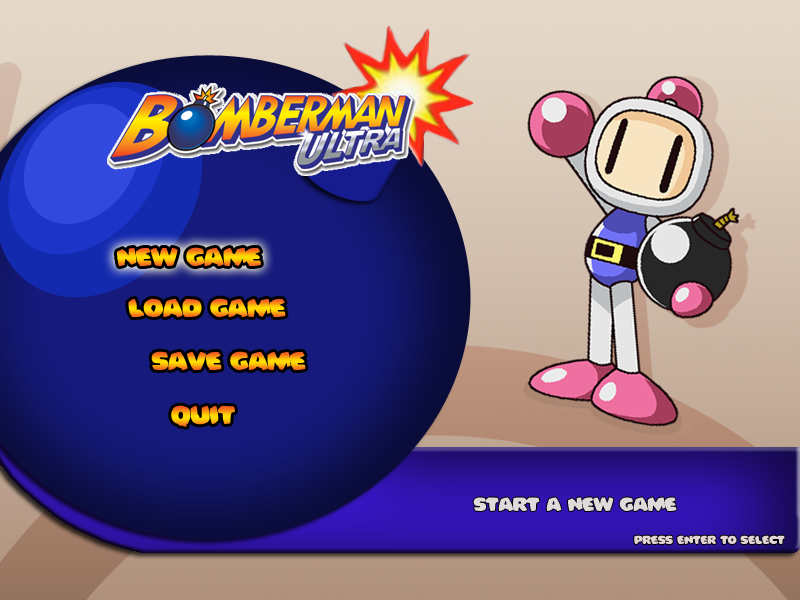 BOMBERMAN
ULTRA
NEW GAME
LOAD GAME
SAVE GAME
QUIT
START A NEW GAME
PRESS ENTER TO SELECT